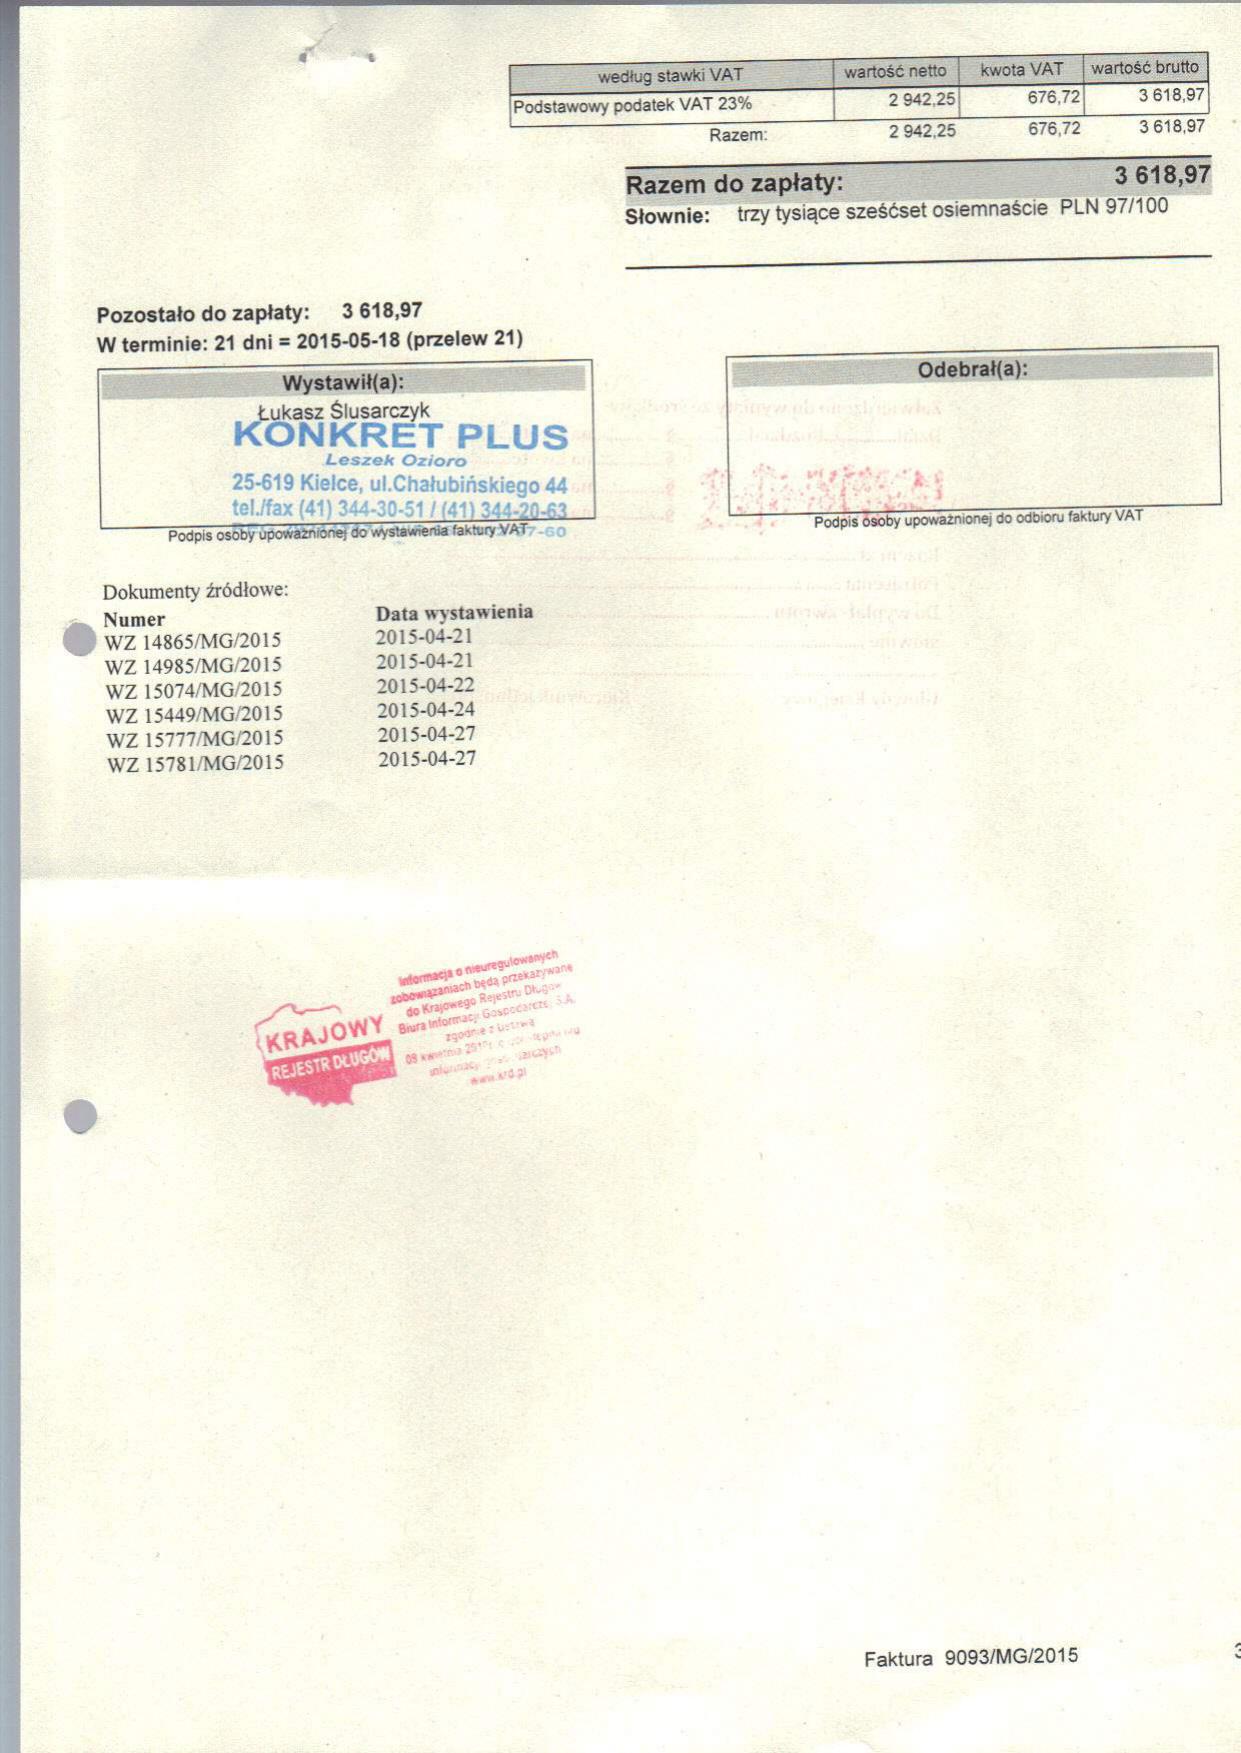 według stawki VAT wartość netto kwota VAT wartość brutto
Podstawowy podatek VAT 23% 2 942,25 676,72 3 618,97
Razem: 2 942,25 676,72 3 618,97
Razem do zapłaty: 3 618,97
Słownie: trzy tysiące sześćset osiemnaście PLN 97/100
Pozostało do zapłaty: 3 618,97
W terminie: 21 dni = 2015-05-18 (przelew 21)
Wystawił(a):
Łukasz Ślusarczyk
KONKRET PLUS
Leszek Ozioro
25-619 Kielce, ul.Chałubińskiego 44
tel./fax (41) 344-30-51 / (41) 344-20-63
Podpis osoby upoważnionej do wystawienia faktury VAT
Odebrał(a):
Podpis osoby upoważnionej do odbioru faktury VAT
Dokumenty źródłowe:
Numer Data wystawienia
WZ 14865/MG/2015 2015-04-21
WZ 14985/MG/2015 2015-04-21
WZ 15074/MG/2015 2015-04-22
WZ 15449/MG/2015 2015-04-24
WZ 15777/MG/2015 2015-04-27
WZ 15781/MG/2015 2015-04-27
KRAJOWY
REJESTR DŁUGÓW
Informacja o nieuregulowanych
zobowiązaniach będą przekazywane
do Krajowego Rejestru Długów
Biura Informacji Gospodarczej S.A.
zgodnie z Ustawą
09 kwietnia
www.krd.pl
Faktura 9093/MG/2015
3